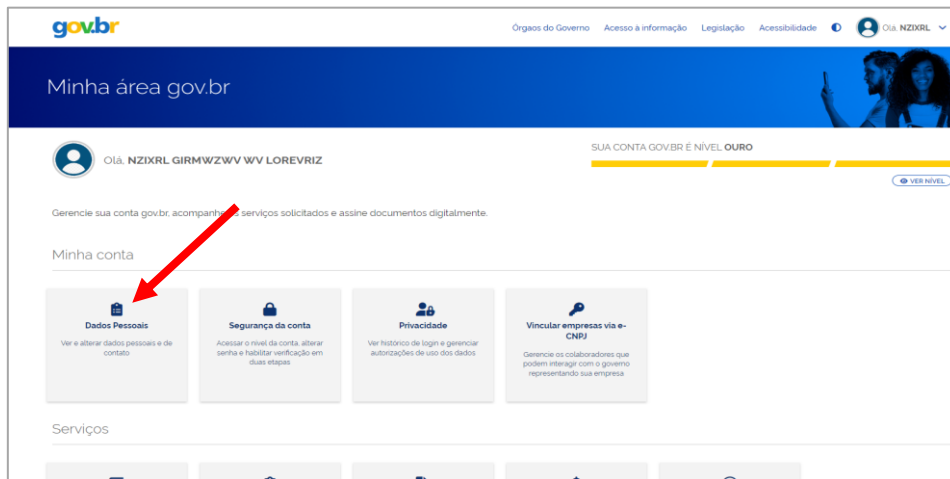 gov.br
Órgaos do Governo Acesso à informação Legislação Acessibilidade Olá, NZIXRL
Minha área gov.br
Olá, NZIXRL GIRMWZWV WV LOREVRIZ
SUA CONTA GOV.BR É NÍVEL OURO
VER NÍVEL
Gerencie sua conta gov.br, acompanhe serviços solicitados e assine documentos digitalmente.
Minha conta
Dados Pessoais
Ver e alterar dados pessoais e de
contato
Segurança da conta
Acessar o nível da conta, alterar
senha e habilitar verificação em
duas etapas
Privacidade
Ver histórico de login e gerenciar
autorizações de uso dos dados
Vincular empresas via e-
CNPJ
Gerencie os colaboradores que
podem interagir com o governo
representando sua empresa
Serviços